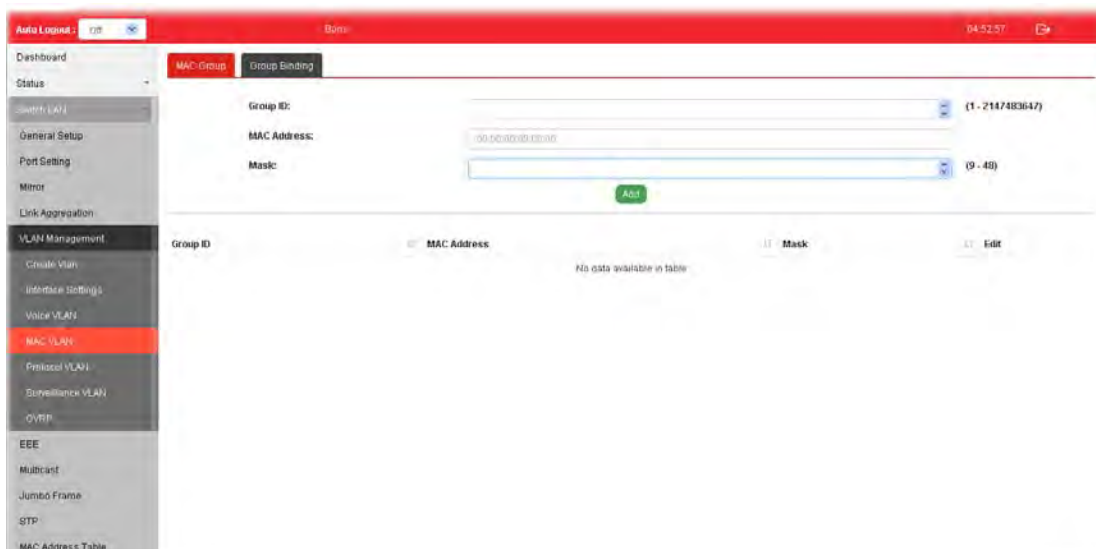 Auto Logout : Off
04:52:57
Dashboard
Status
Switch LAN
General Setup
Port Setting
Mirror
Link Aggregation
VLAN Management
Create Vlan
Interface Settings
Voice VLAN
MAC VLAN
Protocol VLAN
Surveillance VLAN
GVRP
EEE
Multicast
Jumbo Frame
STP
MAC Address Table
MAC Group Group Binding
Group ID: (1 - 2147483647)
MAC Address: 00:00:00:00:00:00
Mask: (9 - 48)
Add
Group ID MAC Address Mask Edit
No data available in table